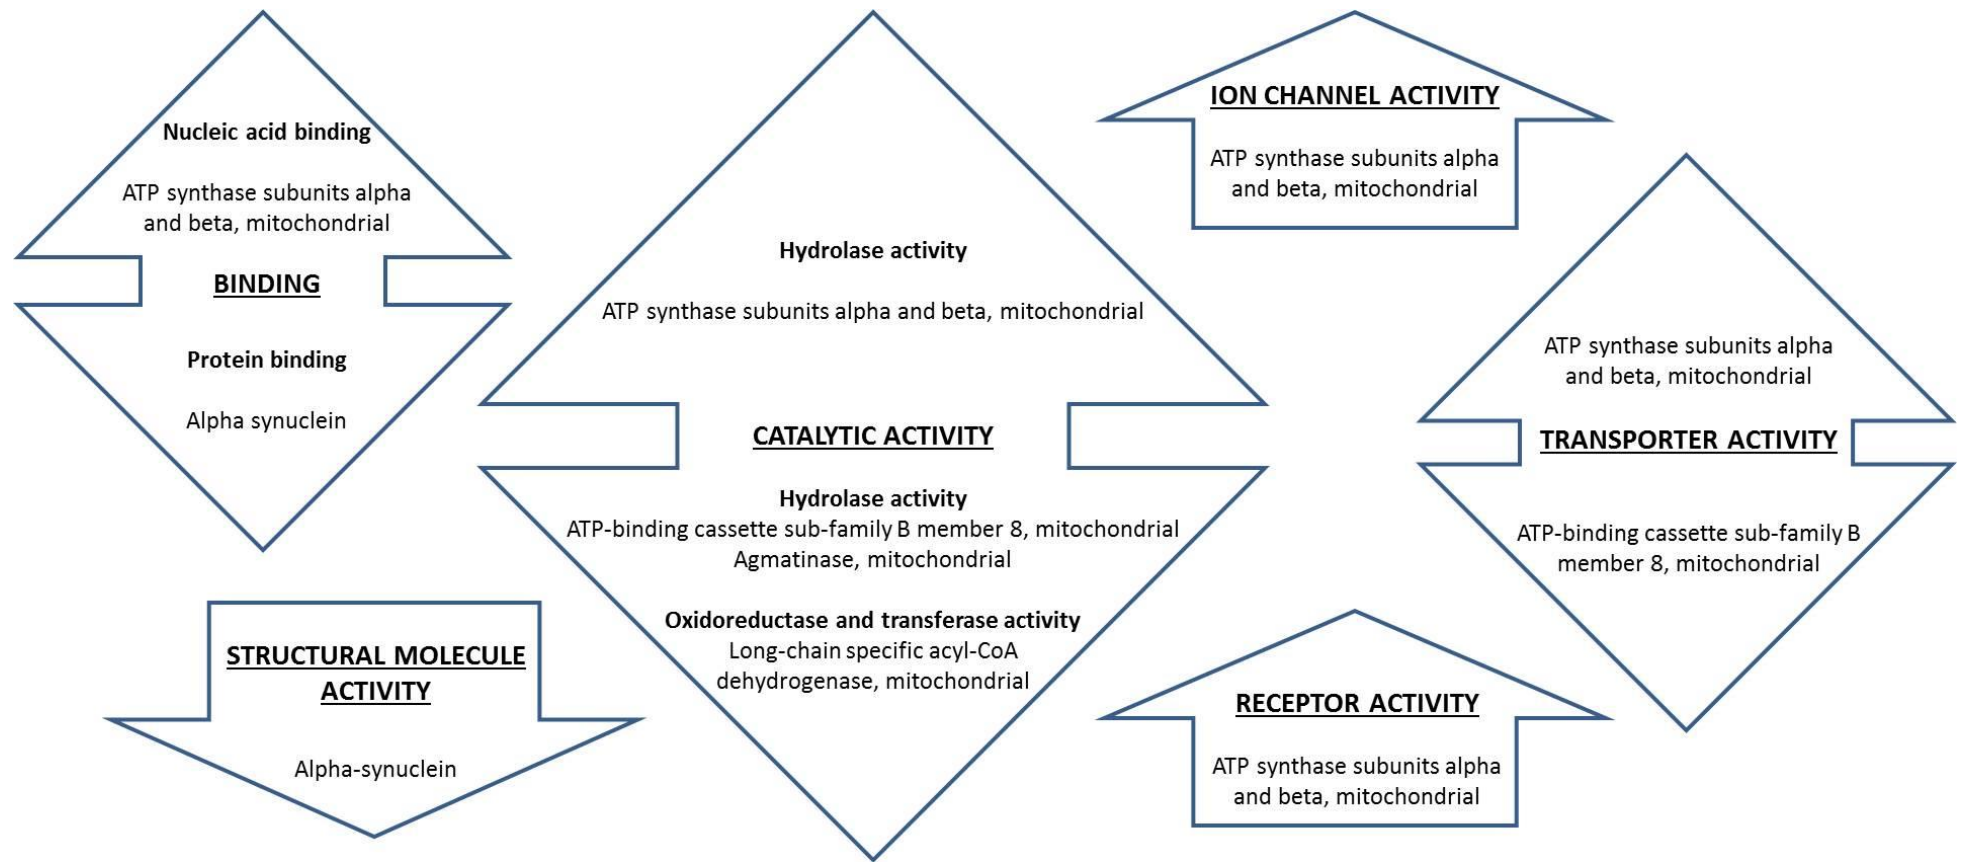 Nucleic acid binding
ATP synthase subunits alpha
and beta, mitochondrial
BINDING
Protein binding
Alpha synuclein
STRUCTURAL MOLECULE
ACTIVITY
Alpha-synuclein
Hydrolase activity
ATP synthase subunits alpha and beta, mitochondrial
CATALYTIC ACTIVITY
Hydrolase activity
ATP-binding cassette sub-family B member 8, mitochondrial
Agmatinase, mitochondrial
Oxidoreductase and transferase activity
Long-chain specific acyl-CoA
dehydrogenase, mitochondrial
ION CHANNEL ACTIVITY
ATP synthase subunits alpha
and beta, mitochondrial
ATP synthase subunits alpha
and beta, mitochondrial
TRANSPORTER ACTIVITY
ATP-binding cassette sub-family B
member 8, mitochondrial
RECEPTOR ACTIVITY
ATP synthase subunits alpha
and beta, mitochondrial